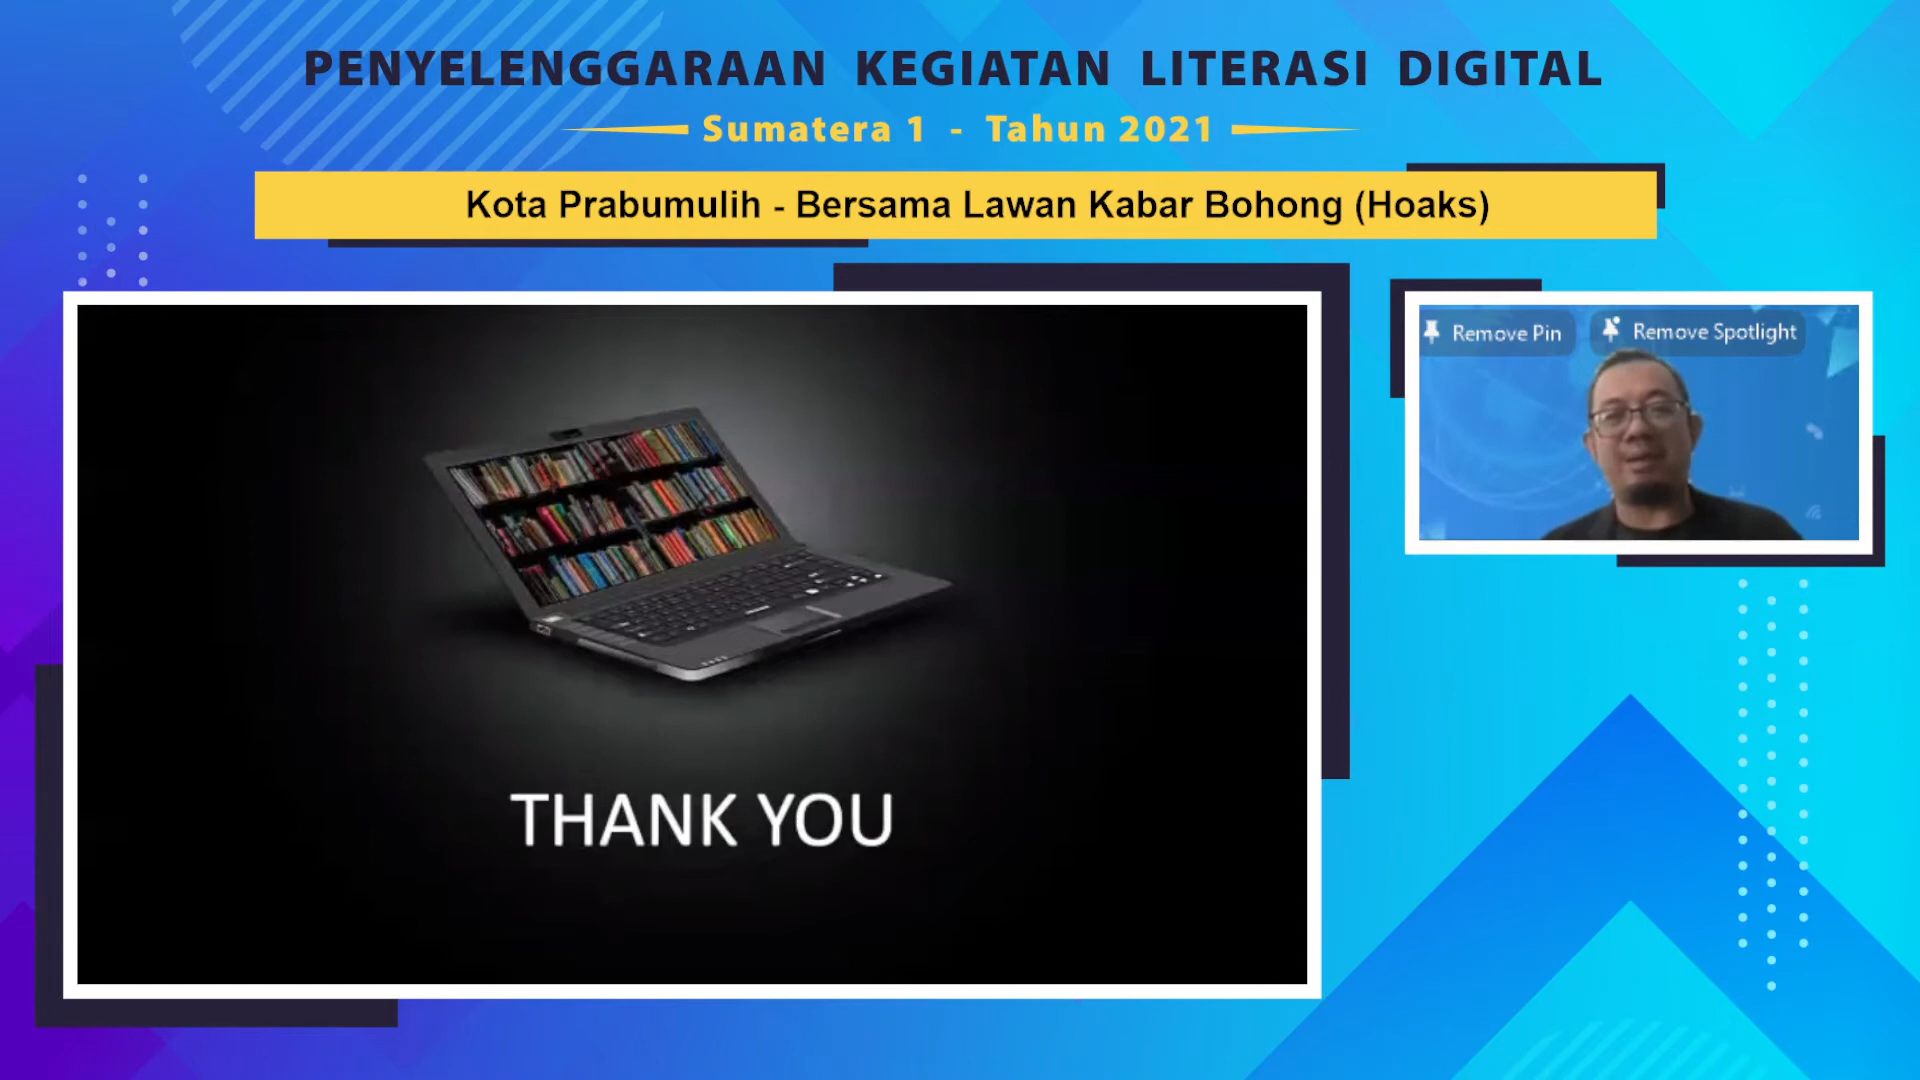 PENYELENGGARAAN KEGIATAN LITERASI DIGITAL
Sumatera 1 - Tahun 2021
Kota Prabumulih - Bersama Lawan Kabar Bohong (Hoaks)
Remove Pin
Remove Spotlight
THANK YOU